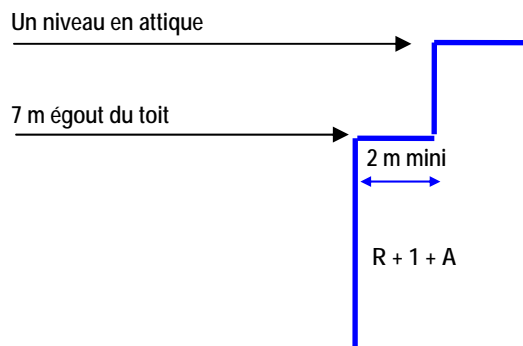 Un niveau en attique
7 m égout du toit
2 m mini
R + 1 + A